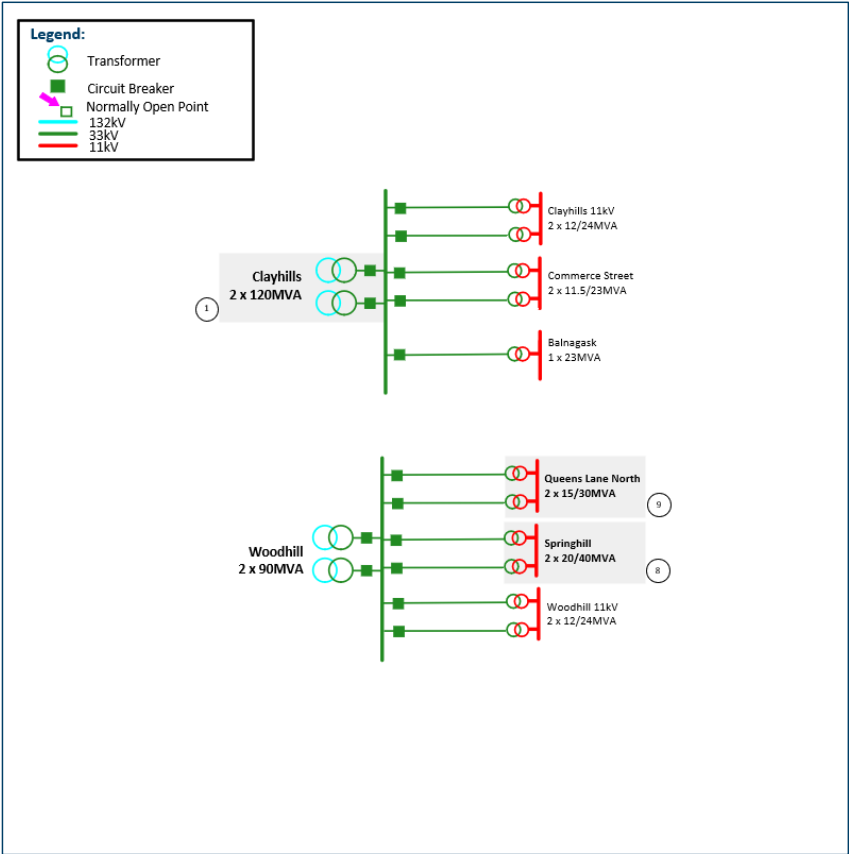 Legend:
Transformer
Circuit Breaker
Normally Open Point
132kV
33kV
11kV
Clayhills 11kV
2 x 12/24MVA
Clayhills
2 x 120MVA
1
Commerce Street
2 x 11.5/23MVA
Balnagask
1 x 23MVA
Queens Lane North
2 x 15/30MVA
9
Woodhill
2 x 90MVA
Springhill
2 x 20/40MVA
8
Woodhill 11kV
2 x 12/24MVA